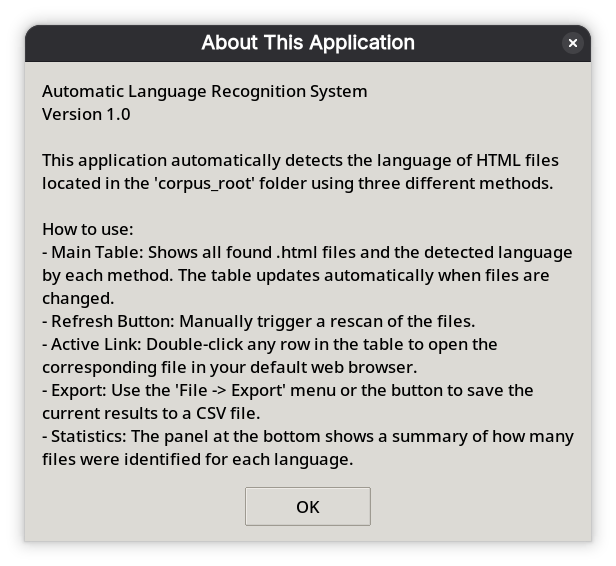 About This Application
Automatic Language Recognition System
Version 1.0
This application automatically detects the language of HTML files
located in the 'corpus_root' folder using three different methods.
How to use:
- Main Table: Shows all found .html files and the detected language
by each method. The table updates automatically when files are
changed.
- Refresh Button: Manually trigger a rescan of the files.
- Active Link: Double-click any row in the table to open the
corresponding file in your default web browser.
- Export: Use the 'File -> Export' menu or the button to save the
current results to a CSV file.
- Statistics: The panel at the bottom shows a summary of how many
files were identified for each language.
OK